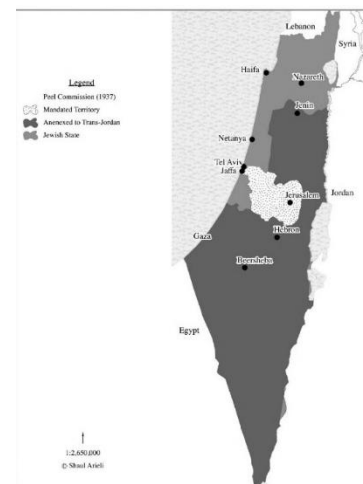 Lebanon
Syria
Haifa
Nazareth
Legend
Peel Commission (1937)
Mandated Territory
Anenexed to Trans-Jordan
Jewish State
Jenin
Netanya
Tel Aviv
Jaffa
Jerusalem
Jordan
Gaza
Hebron
Beersheba
Egypt
1:2,650,000
© Shaul Arieli